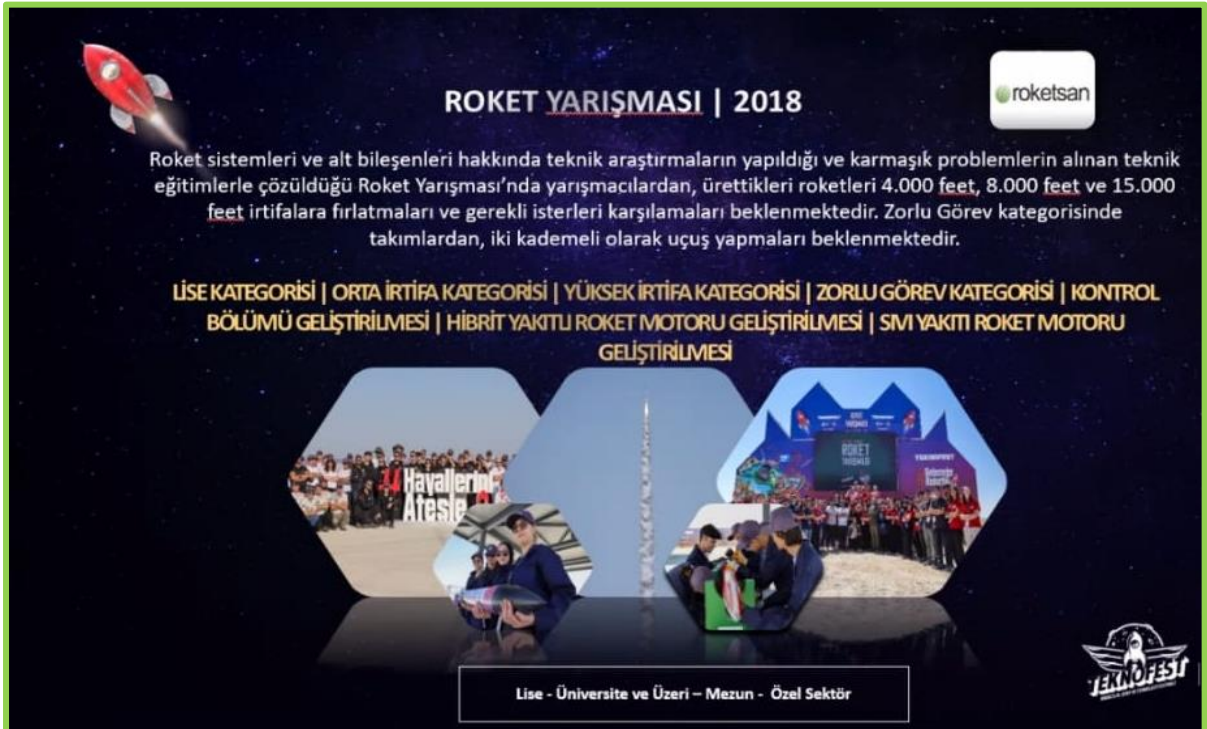 ROKET YARIŞMASI | 2018
roketsan
Roket sistemleri ve alt bileşenleri hakkında teknik araştırmaların yapıldığı ve karmaşık problemlerin alınan teknik
eğitimlerle çözüldüğü Roket Yarışması’nda yarışmacılardan, ürettikleri roketleri 4.000 feet, 8.000 feet ve 15.000
feet irtifalara fırlatmaları ve gerekli isterleri karşılamaları beklenmektedir. Zorlu Görev kategorisinde
takımlardan, iki kademeli olarak uçuş yapmaları beklenmektedir.
LİSE KATEGORİSİ | ORTA İRTİFA KATEGORİSİ | YÜKSEK İRTİFA KATEGORİSİ | ZORLU GÖREV KATEGORİSİ | KONTROL
BÖLÜMÜ GELİŞTİRİLMESİ | HİBRİT YAKITLI ROKET MOTORU GELİŞTİRİLMESİ | SIVI YAKITI ROKET MOTORU
GELİŞTİRİLMESİ
Hayallerini
Ateşle
ROKET
YARIŞMASI
TEKNOFEST
Lise - Üniversite ve Üzeri – Mezun - Özel Sektör
TEKNOFEST